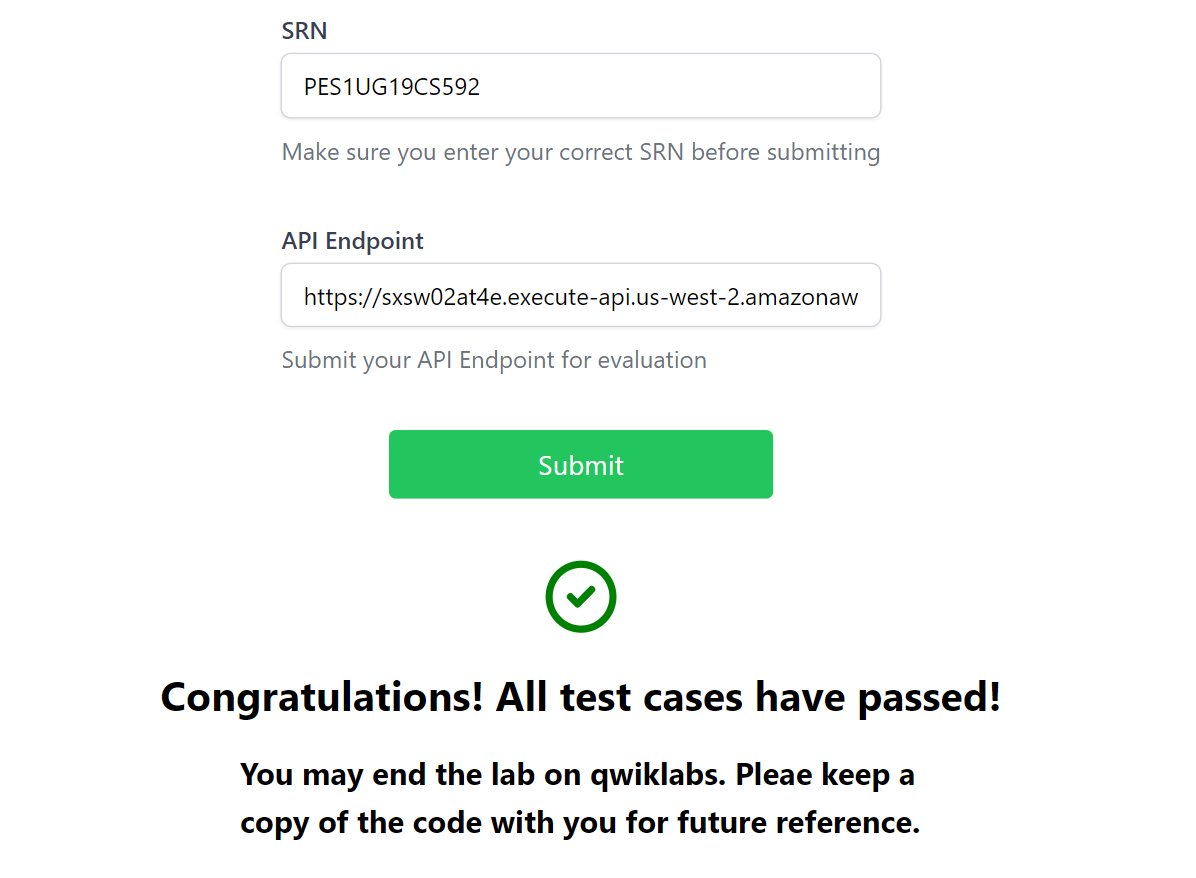 SRN
PES1UG19CS592
Make sure you enter your correct SRN before submitting
API Endpoint
https://sxsw02at4e.execute-api.us-west-2.amazonaw
Submit your API Endpoint for evaluation
Submit
Congratulations! All test cases have passed!
You may end the lab on qwiklabs. Pleae keep a
copy of the code with you for future reference.